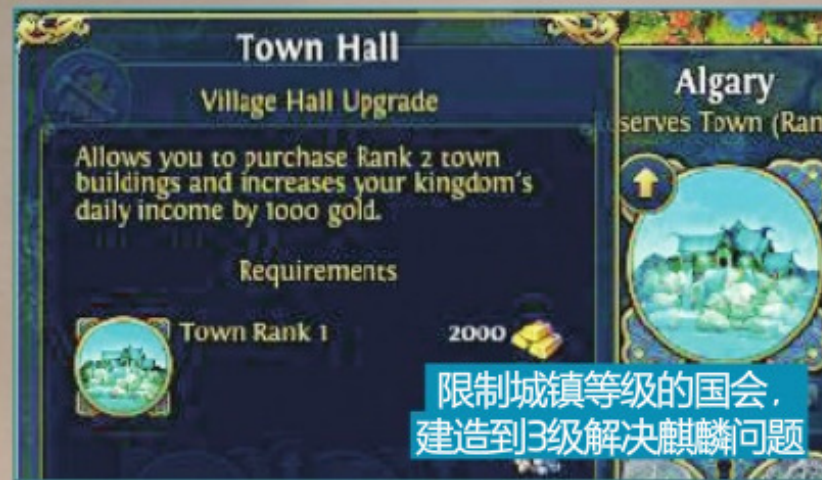 Town Hall
Village Hall Upgrade
Allows you to purchase Rank 2 town
buildings and increases your kingdom's
daily income by 1000 gold.
Requirements
Town Rank 1
2000
Algary
serves Town (Ran
限制城镇等级的国会，
建造到3级解决麒麟问题